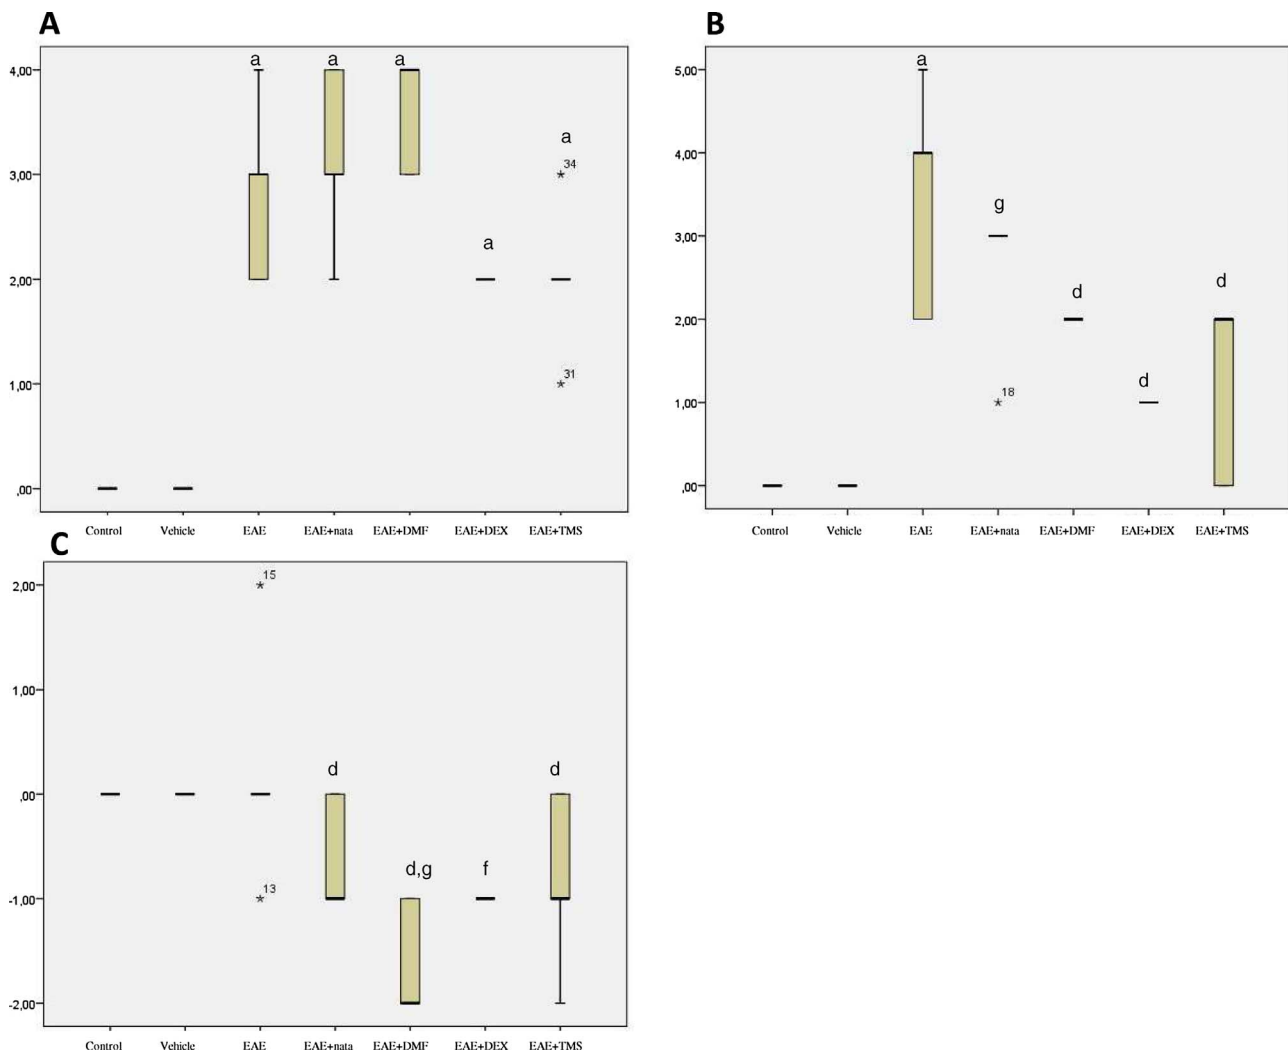 A
a a a
4,00
a
34
3,00
*
a
2,00
31
1,00
*
,00
Control Vehicle EAE EAE+nata EAE+DMF EAE+DEX EAE+TMS
B
a
5,00
4,00
g
3,00
d d
2,00
d
18
1,00
*
,00
Control Vehicle EAE EAE+nata EAE+DMF EAE+DEX EAE+TMS
C
15
2,00
*
1,00
d d
,00
d,g f
13
-1,00
*
-2,00
Control Vehicle EAE EAE+nata EAE+DMF EAE+DEX EAE+TMS